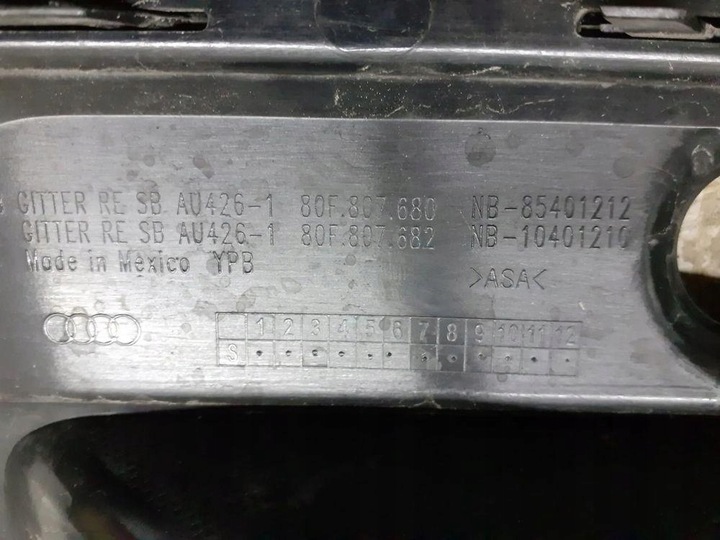 GITTER RE SB AU426-1 80F.807.680 NB-85401212
GITTER RE SB AU426-1 80F.807.682 NB-10401210
Made in México YPB
>ASA<
1 2 3 4 5 6 7 8 9 10 11 12
S